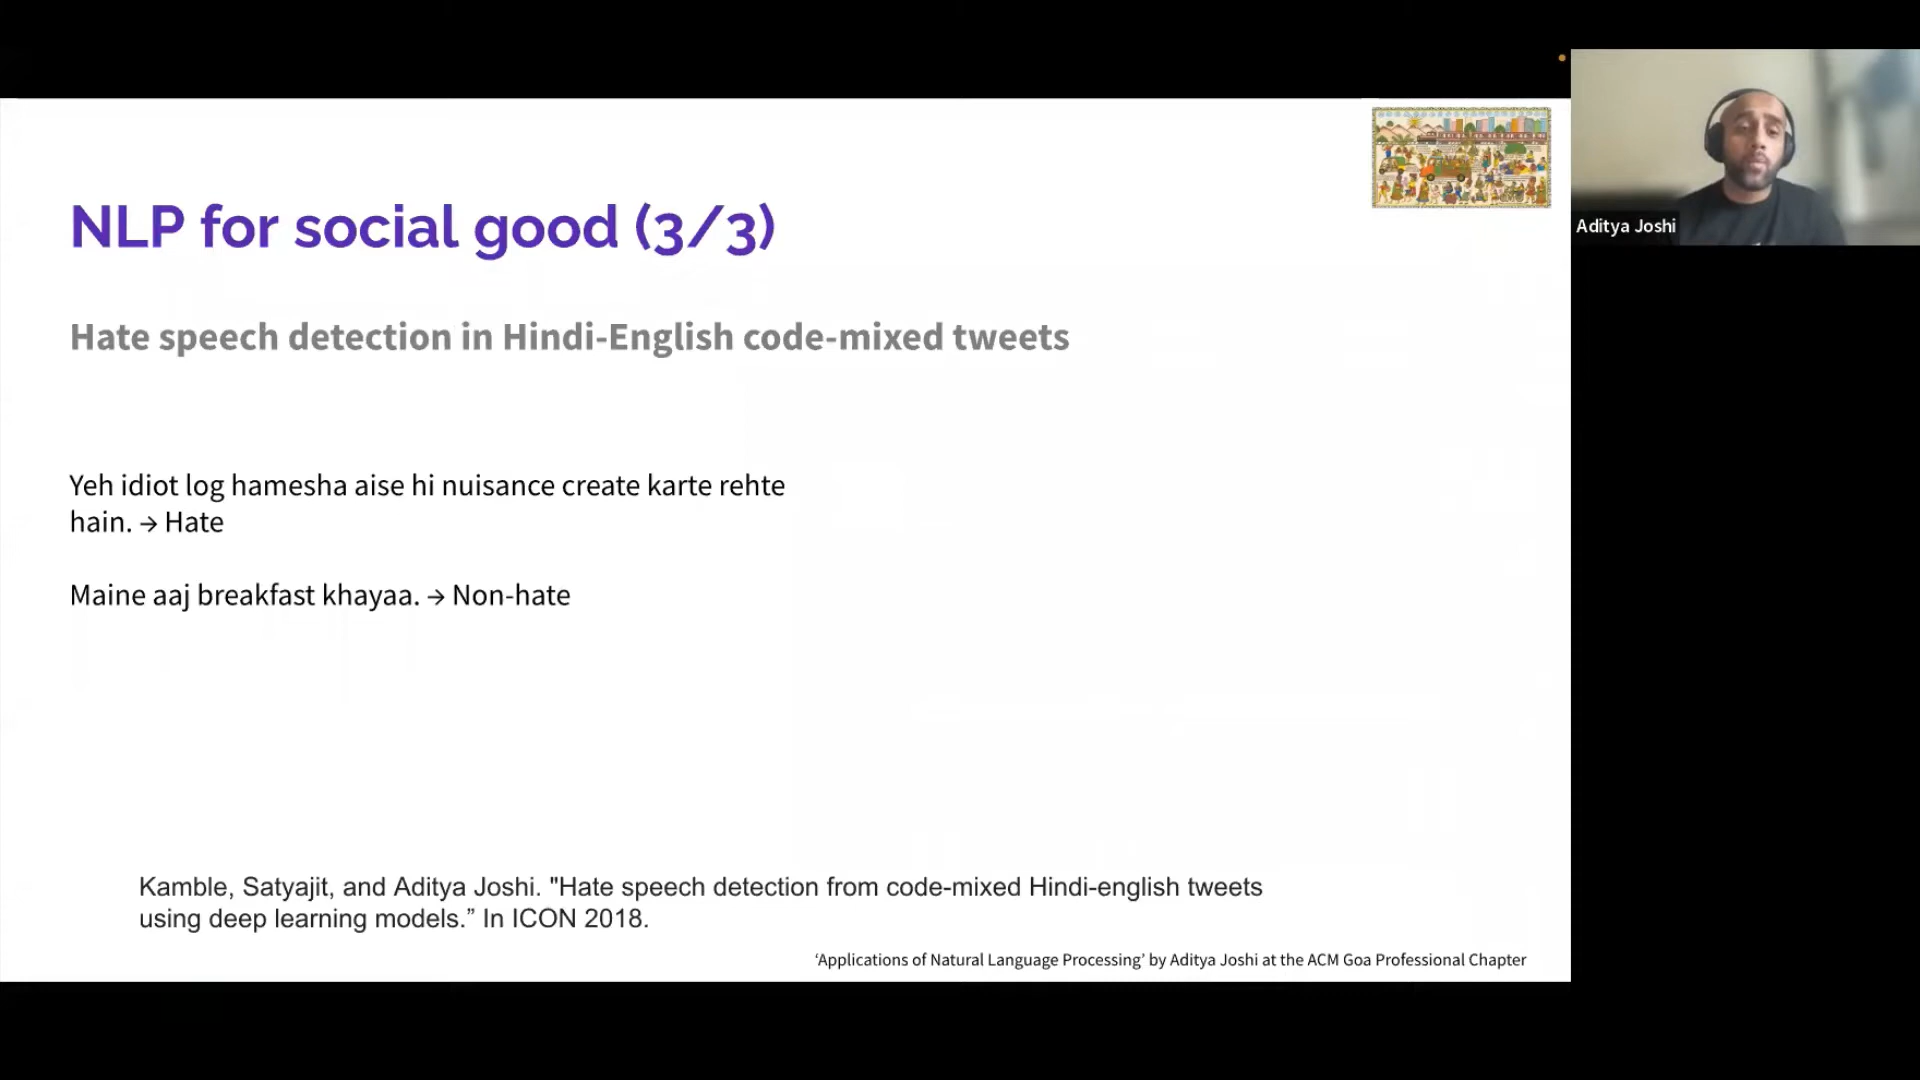 NLP for social good (3/3)
Hate speech detection in Hindi-English code-mixed tweets
Yeh idiot log hamesha aise hi nuisance create karte rehte
hain. → Hate
Maine aaj breakfast khayaa. → Non-hate
Kamble, Satyajit, and Aditya Joshi. "Hate speech detection from code-mixed Hindi-english tweets
using deep learning models.” In ICON 2018.
‘Applications of Natural Language Processing’ by Aditya Joshi at the ACM Goa Professional Chapter
Aditya Joshi